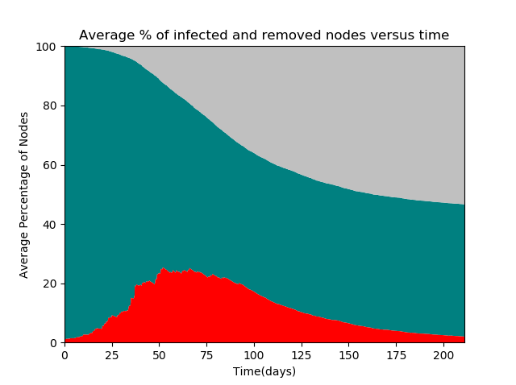 Average % of infected and removed nodes versus time
100
80
60
40
20
0
Average Percentage of Nodes
0 25 50 75 100 125 150 175 200
Time(days)